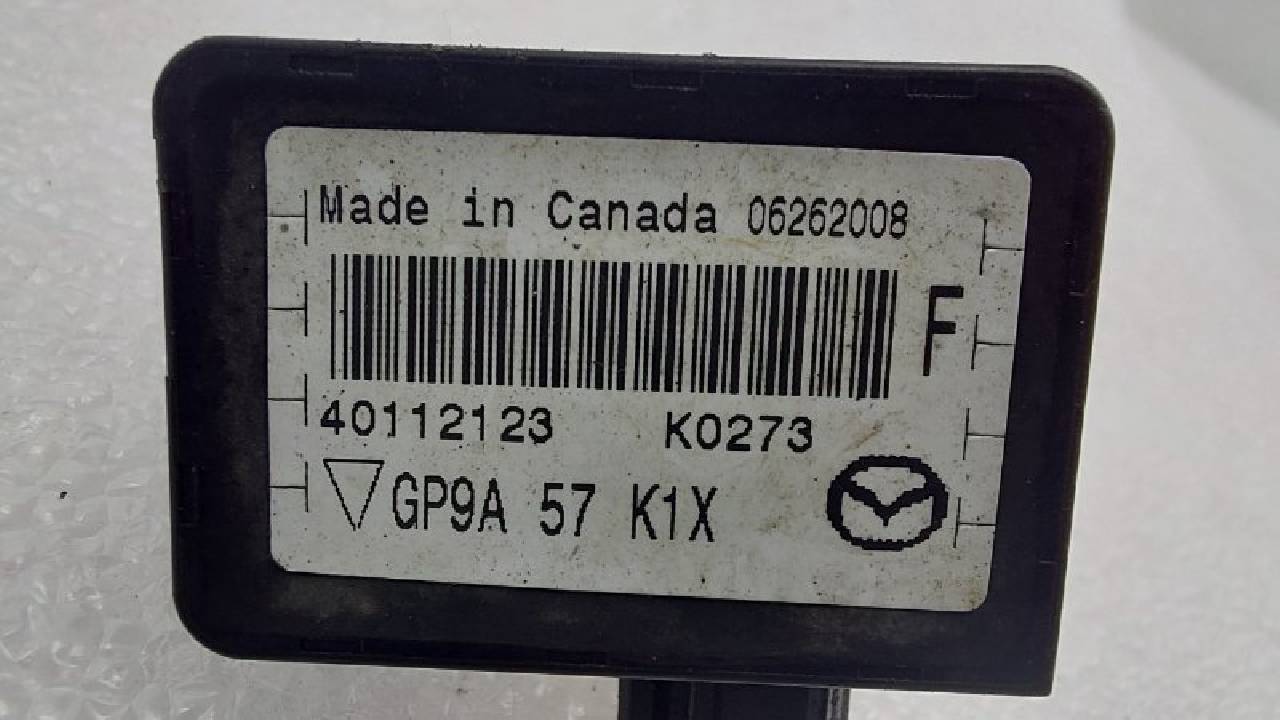 Made in Canada 06262008
F
40112123 K0273
GP9A 57 K1X